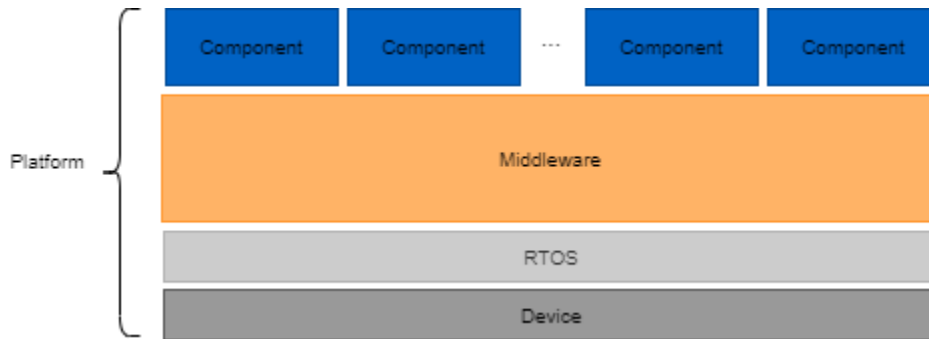 Component
Component
...
Component
Component
Platform
Middleware
RTOS
Device